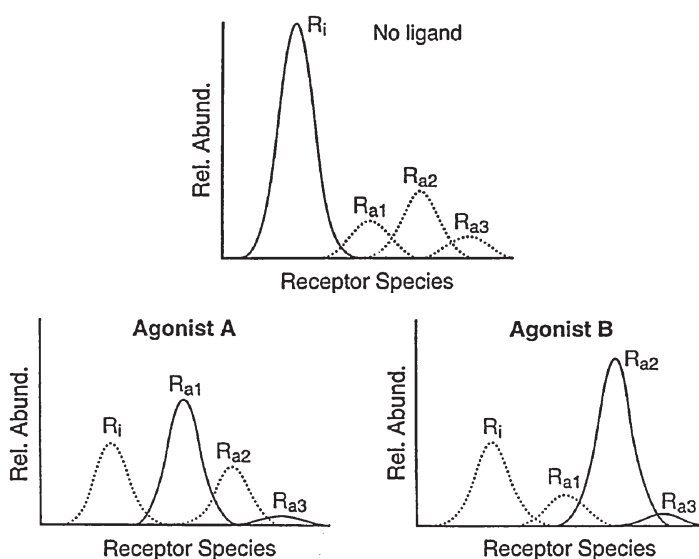 No ligand
Rel. Abund.
Ri
Ra1
Ra2
Ra3
Receptor Species
Agonist A
Rel. Abund.
Ri
Ra1
Ra2
Ra3
Receptor Species
Agonist B
Rel. Abund.
Ri
Ra1
Ra2
Ra3
Receptor Species